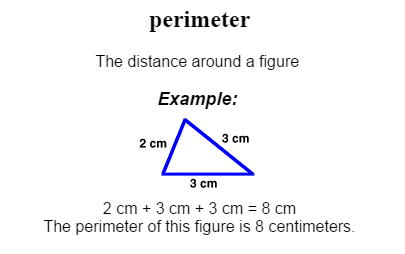 perimeter
The distance around a figure
Example:
2 cm
3 cm
3 cm
2 cm + 3 cm + 3 cm = 8 cm
The perimeter of this figure is 8 centimeters.